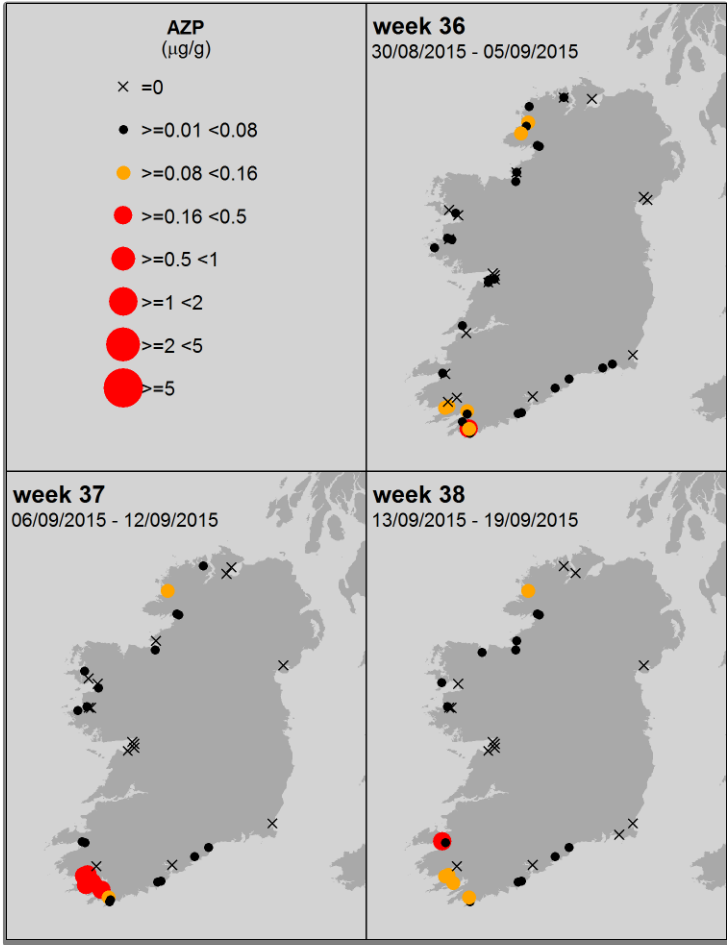 AZP
(µg/g)
=0
>=0.01 <0.08
>=0.08 <0.16
>=0.16 <0.5
>=0.5 <1
>=1 <2
>=2 <5
>=5
week 36
30/08/2015 - 05/09/2015
week 37
06/09/2015 - 12/09/2015
week 38
13/09/2015 - 19/09/2015